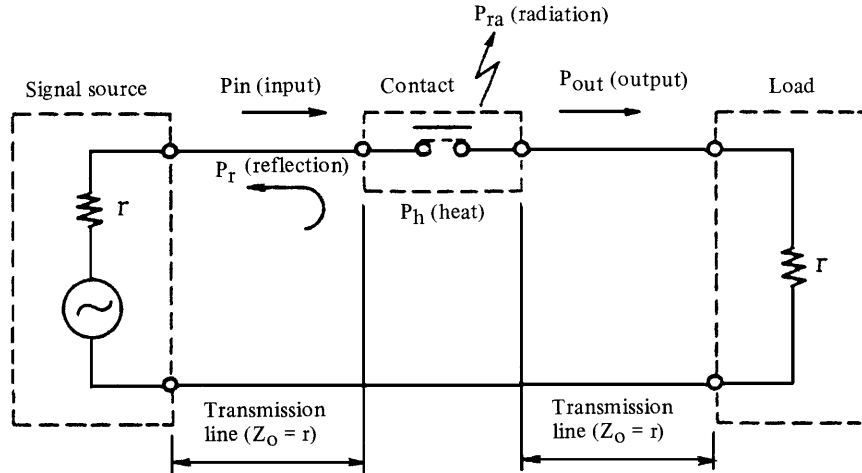 P_ra (radiation)
Signal source
Pin (input)
Contact
P_out (output)
Load
P_r (reflection)
P_h (heat)
r
r
Transmission
line (Z_o = r)
Transmission
line (Z_o = r)